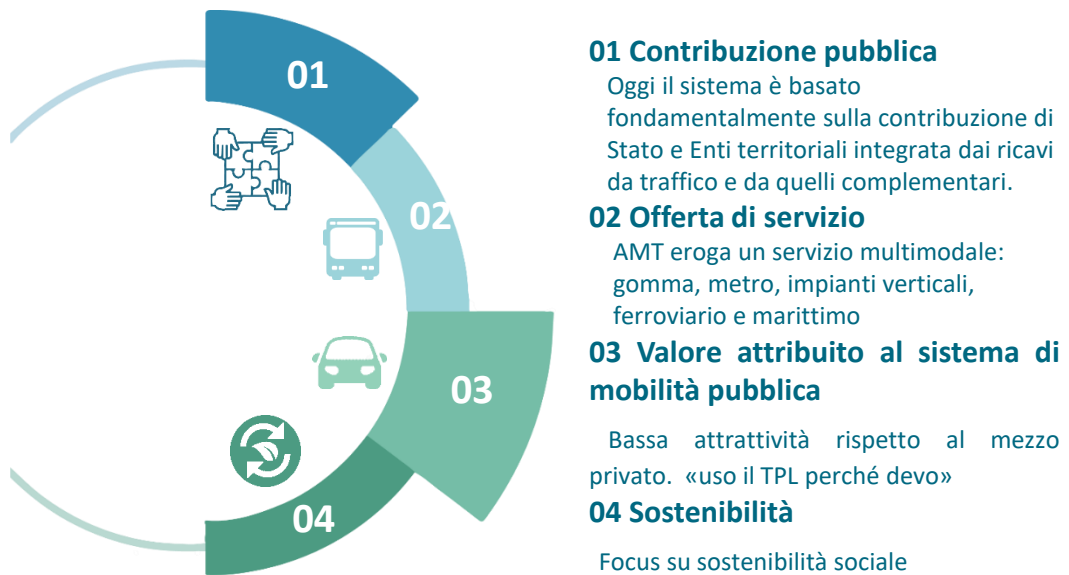 01
02
03
04
01 Contribuzione pubblica
Oggi il sistema è basato
fondamentalmente sulla contribuzione di
Stato e Enti territoriali integrata dai ricavi
da traffico e da quelli complementari.
02 Offerta di servizio
AMT eroga un servizio multimodale:
gomma, metro, impianti verticali,
ferroviario e marittimo
03 Valore attribuito al sistema di
mobilità pubblica
Bassa attrattività rispetto al mezzo
privato. «uso il TPL perché devo»
04 Sostenibilità
Focus su sostenibilità sociale